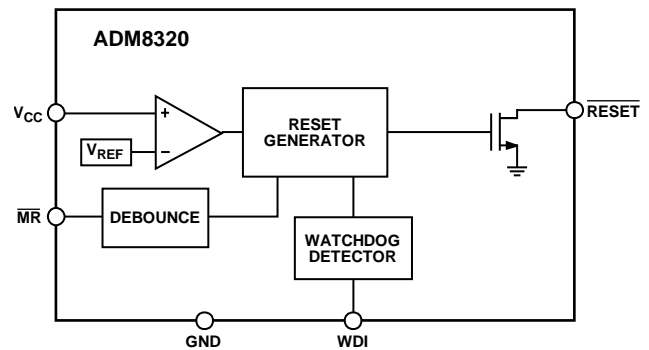 ADM8320
VCC
+
VREF
−
RESET
GENERATOR
RESET
MR
DEBOUNCE
WATCHDOG
DETECTOR
GND
WDI